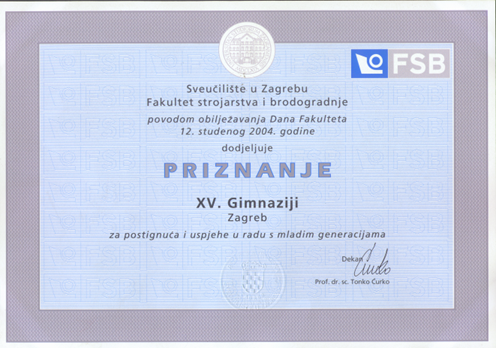 FSB
Sveučilište u Zagrebu
Fakultet strojarstva i brodogradnje
povodom obilježavanja Dana Fakulteta
12. studenog 2004. godine
dodjeljuje
PRIZNANJE
XV. Gimnaziji
Zagreb
za postignuća i uspjehe u radu s mladim generacijama
Dekan
Prof. dr. sc. Tonko Ćurko